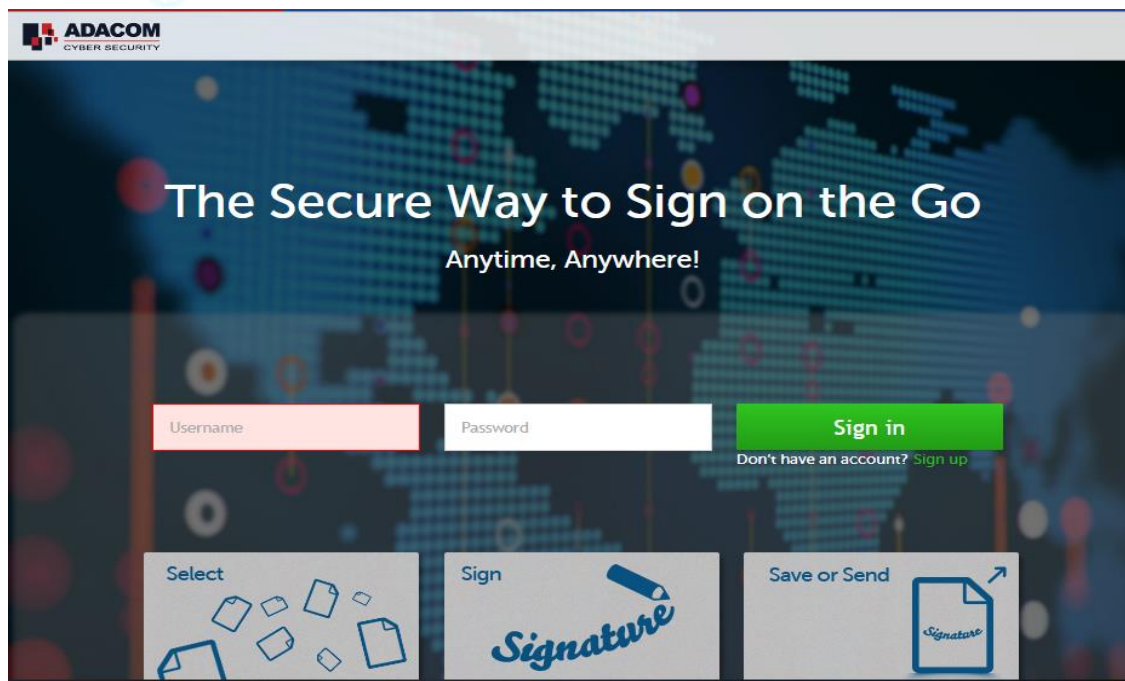 ADACOM
CYBER SECURITY
The Secure Way to Sign on the Go
Anytime, Anywhere!
Username
Password
Sign in
Don't have an account? Sign up
Select
Sign
Save or Send
Signature
Signature